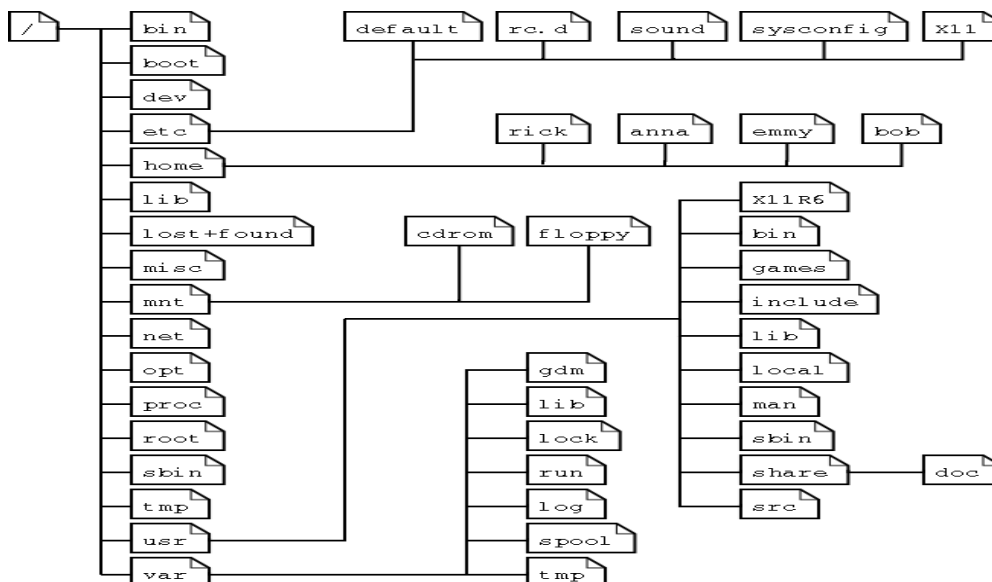 / bin default rc.d sound sysconfig X11
boot
dev
etc rick anna emmy bob
home
lib X11R6
lost+found cdrom floppy bin
misc games
mnt include
net lib
opt gdm local
proc lib man
root lock sbin
sbin run share doc
tmp log src
usr spool
var tmp